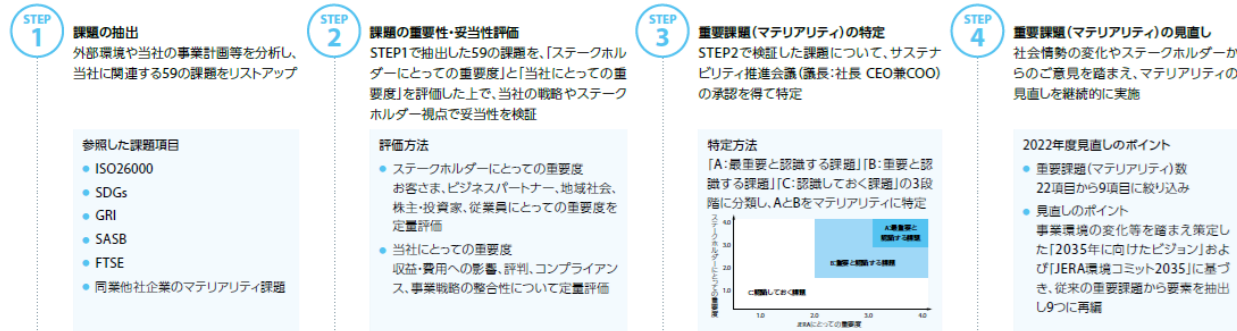 STEP
1
課題の抽出
外部環境や当社の事業計画等を分析し、
当社に関連する59の課題をリストアップ
参照した課題項目
● ISO26000
● SDGs
● GRI
● SASB
● FTSE
● 同業他社企業のマテリアリティ課題
STEP
2
課題の重要性・妥当性評価
STEP1で抽出した59の課題を、「ステークホル
ダーにとっての重要度」と「当社にとっての重
要度」を評価した上で、当社の戦略やステーク
ホルダー視点で妥当性を検証
評価方法
● ステークホルダーにとっての重要度
お客さま、ビジネスパートナー、地域社会、
株主・投資家、従業員にとっての重要度を
定量評価
● 当社にとっての重要度
収益・費用への影響、評判、コンプライアン
ス、事業戦略の整合性について定量評価
STEP
3
重要課題（マテリアリティ）の特定
STEP2で検証した課題について、サステナ
ビリティ推進会議（議長：社長 CEO兼COO）
の承認を得て特定
特定方法
「A：最重要と認識する課題」「B：重要と認
識する課題」「C：認識しておく課題」の3段
階に分類し、AとBをマテリアリティに特定
ステークホルダーにとっての重要度
4.0
3.0
2.0
1.0
A:最重要と
認識する課題
B:重要と認識する課題
C:認識しておく課題
1.0 2.0 3.0 4.0
JERAにとっての重要度
STEP
4
重要課題（マテリアリティ）の見直し
社会情勢の変化やステークホルダーか
らのご意見を踏まえ、マテリアリティの
見直しを継続的に実施
2022年度見直しのポイント
● 重要課題（マテリアリティ）数
22項目から9項目に絞り込み
● 見直しのポイント
事業環境の変化等を踏まえ策定し
た「2035年に向けたビジョン」およ
び「JERA環境コミット2035」に基づ
き、従来の重要課題から要素を抽出
し9つに再編